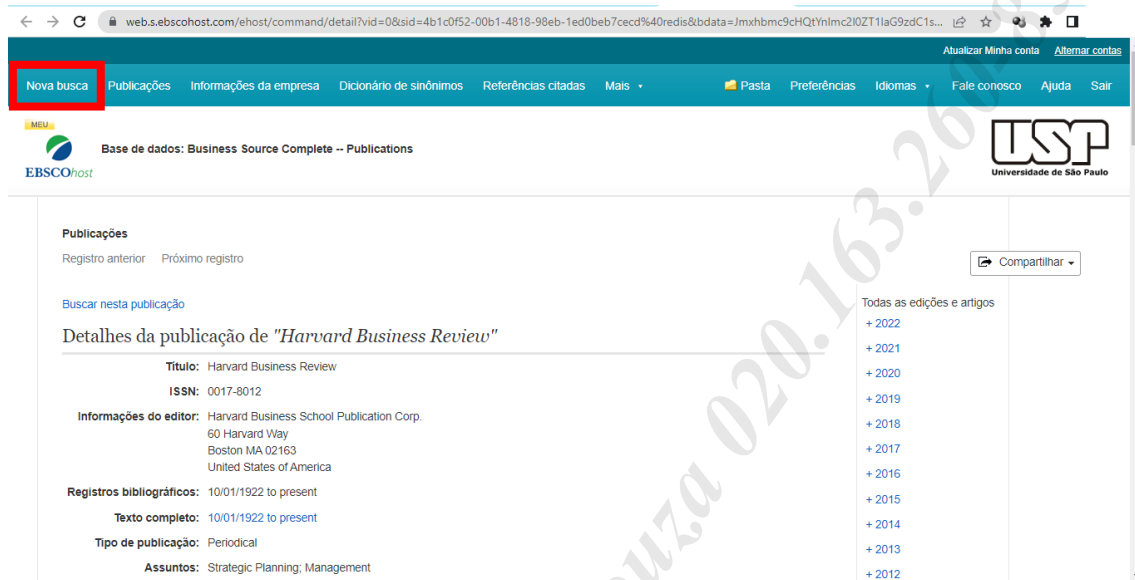 web.s.ebscohost.com/ehost/command/detail?vid=0&sid=4b1c0f52-00b1-4818-98eb-1ed0beb7cecd%40redis&bdata=Jmxhbmc9cHQtYnImc2l0ZT1laG9zdC1s...
Atualizar Minha conta Alternar contas
Nova busca Publicações Informações da empresa Dicionário de sinônimos Referências citadas Mais Pasta Preferências Idiomas Fale conosco Ajuda Sair
MEU
EBSCOhost
Base de dados: Business Source Complete -- Publications
USP
Universidade de São Paulo
Publicações
Registro anterior Próximo registro
Compartilhar
Buscar nesta publicação
Detalhes da publicação de "Harvard Business Review"
Título: Harvard Business Review
ISSN: 0017-8012
Informações do editor: Harvard Business School Publication Corp.
60 Harvard Way
Boston MA 02163
United States of America
Registros bibliográficos: 10/01/1922 to present
Texto completo: 10/01/1922 to present
Tipo de publicação: Periodical
Assuntos: Strategic Planning; Management
Todas as edições e artigos
+ 2022
+ 2021
+ 2020
+ 2019
+ 2018
+ 2017
+ 2016
+ 2015
+ 2014
+ 2013
+ 2012